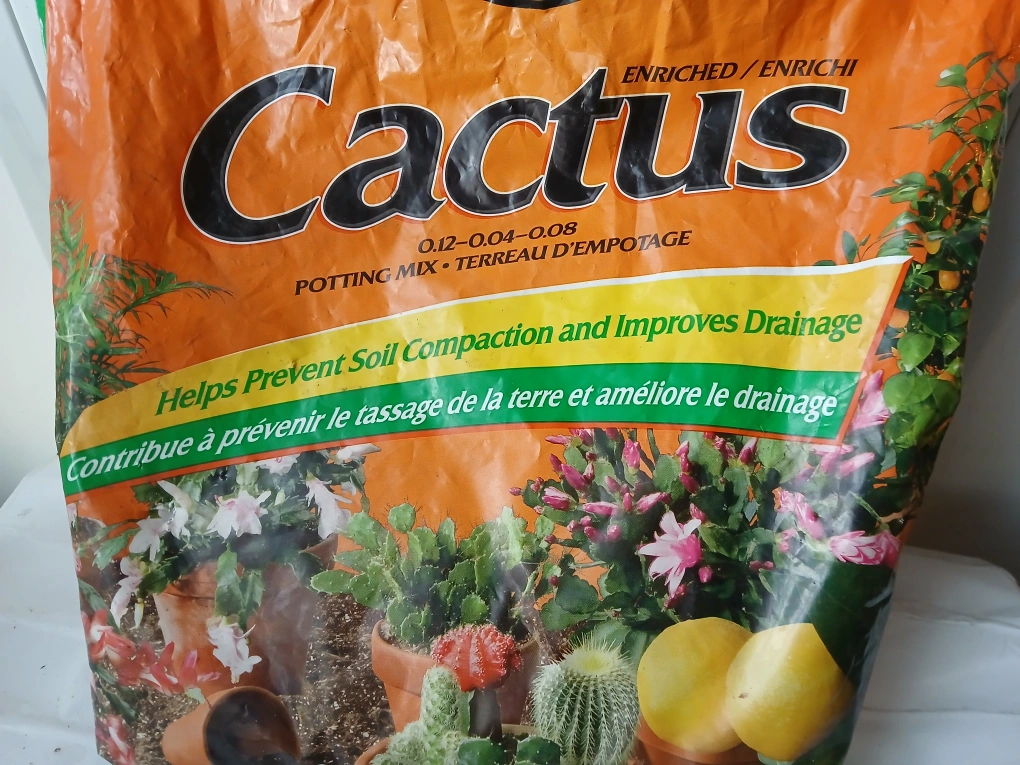 ENRICHED / ENRICHI
Cactus
0.12–0.04–0.08
POTTING MIX • TERREAU D'EMPOTAGE
Helps Prevent Soil Compaction and Improves Drainage
Contribue à prévenir le tassage de la terre et améliore le drainage